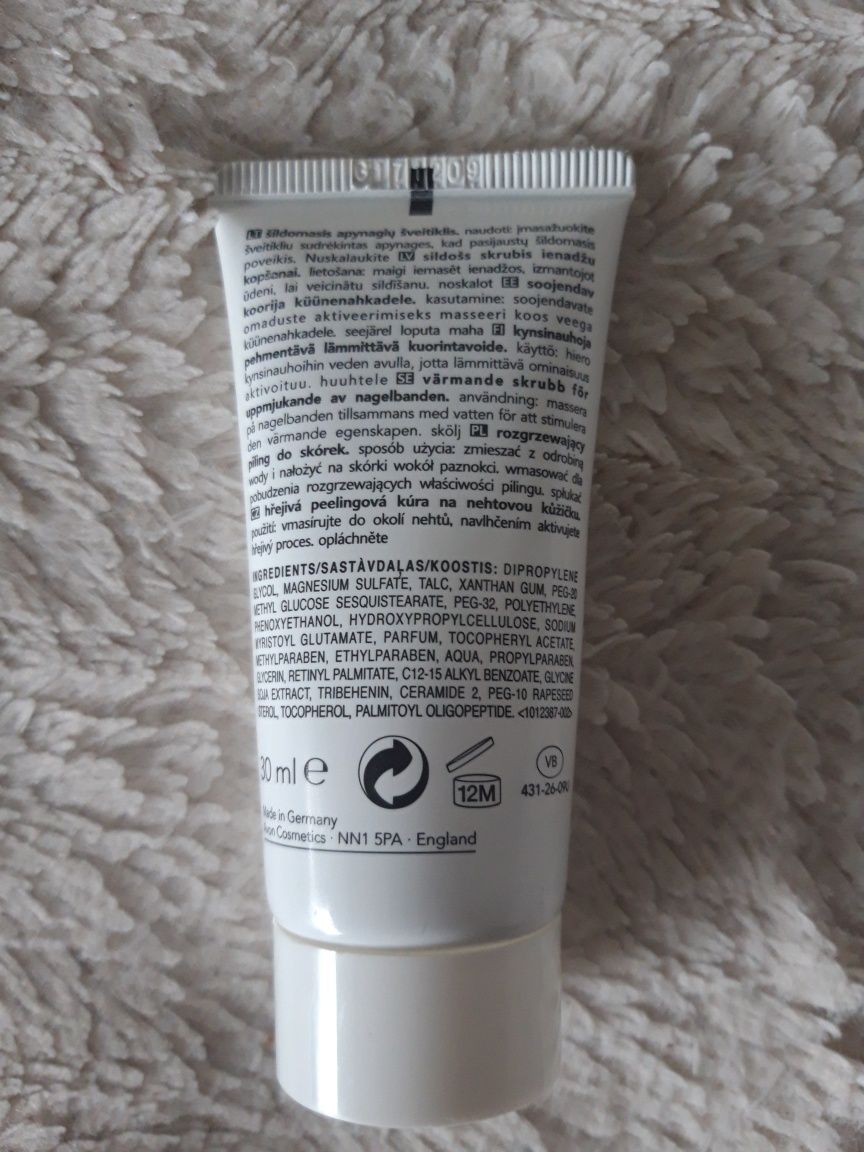 209
LT šildomasis apynagių šveitiklis. naudoti: įmasažuokite
šveitikliu sudrėkintas apynages, kad pasijaustų šildomasis
poveikis. Nuskalaukite LV sildošs skrubis ienadžu
kopšanai. lietošana: maigi iemasēt ienadžos, izmantojot
ūdeni, lai veicinātu sildīšanu. noskalot EE soojendav
koorija küünenahkadele. kasutamine: soojendavate
omaduste aktiveerimiseks masseeri koos veega
küünenahkadele. seejärel loputa maha FI kynsinauhoja
pehmentävä lämmittävä kuorintavoide. käyttö: hiero
kynsinauhoihin veden avulla, jotta lämmittävä ominaisuus
aktivoituu. huuhtele SE värmande skrubb för
uppmjukande av nagelbanden. användning: massera
på nagelbanden tillsammans med vatten för att stimulera
den värmande egenskapen. skölj PL rozgrzewający
piling do skórek. sposób użycia: zmieszać z odrobiną
wody i nałożyć na skórki wokół paznokci. wmasować dla
pobudzenia rozgrzewających właściwości pilingu. spłukać
CZ hřejivá peelingová kúra na nehtovou kůžičku.
použití: vmasírujte do okolí nehtů, navlhčením aktivujete
hřejivý proces. opláchněte
INGREDIENTS/SASTÀVDAĻAS/KOOSTIS: DIPROPYLENE
GLYCOL, MAGNESIUM SULFATE, TALC, XANTHAN GUM, PEG-20
METHYL GLUCOSE SESQUISTEARATE, PEG-32, POLYETHYLENE,
PHENOXYETHANOL, HYDROXYPROPYLCELLULOSE, SODIUM
MYRISTOYL GLUTAMATE, PARFUM, TOCOPHERYL ACETATE,
METHYLPARABEN, ETHYLPARABEN, AQUA, PROPYLPARABEN,
GLYCERIN, RETINYL PALMITATE, C12-15 ALKYL BENZOATE, GLYCINE
SOJA EXTRACT, TRIBEHENIN, CERAMIDE 2, PEG-10 RAPESEED
STEROL, TOCOPHEROL, PALMITOYL OLIGOPEPTIDE. <1012387-002>
30 ml e
12M
VB
Made in Germany
Avon Cosmetics · NN1 5PA · England